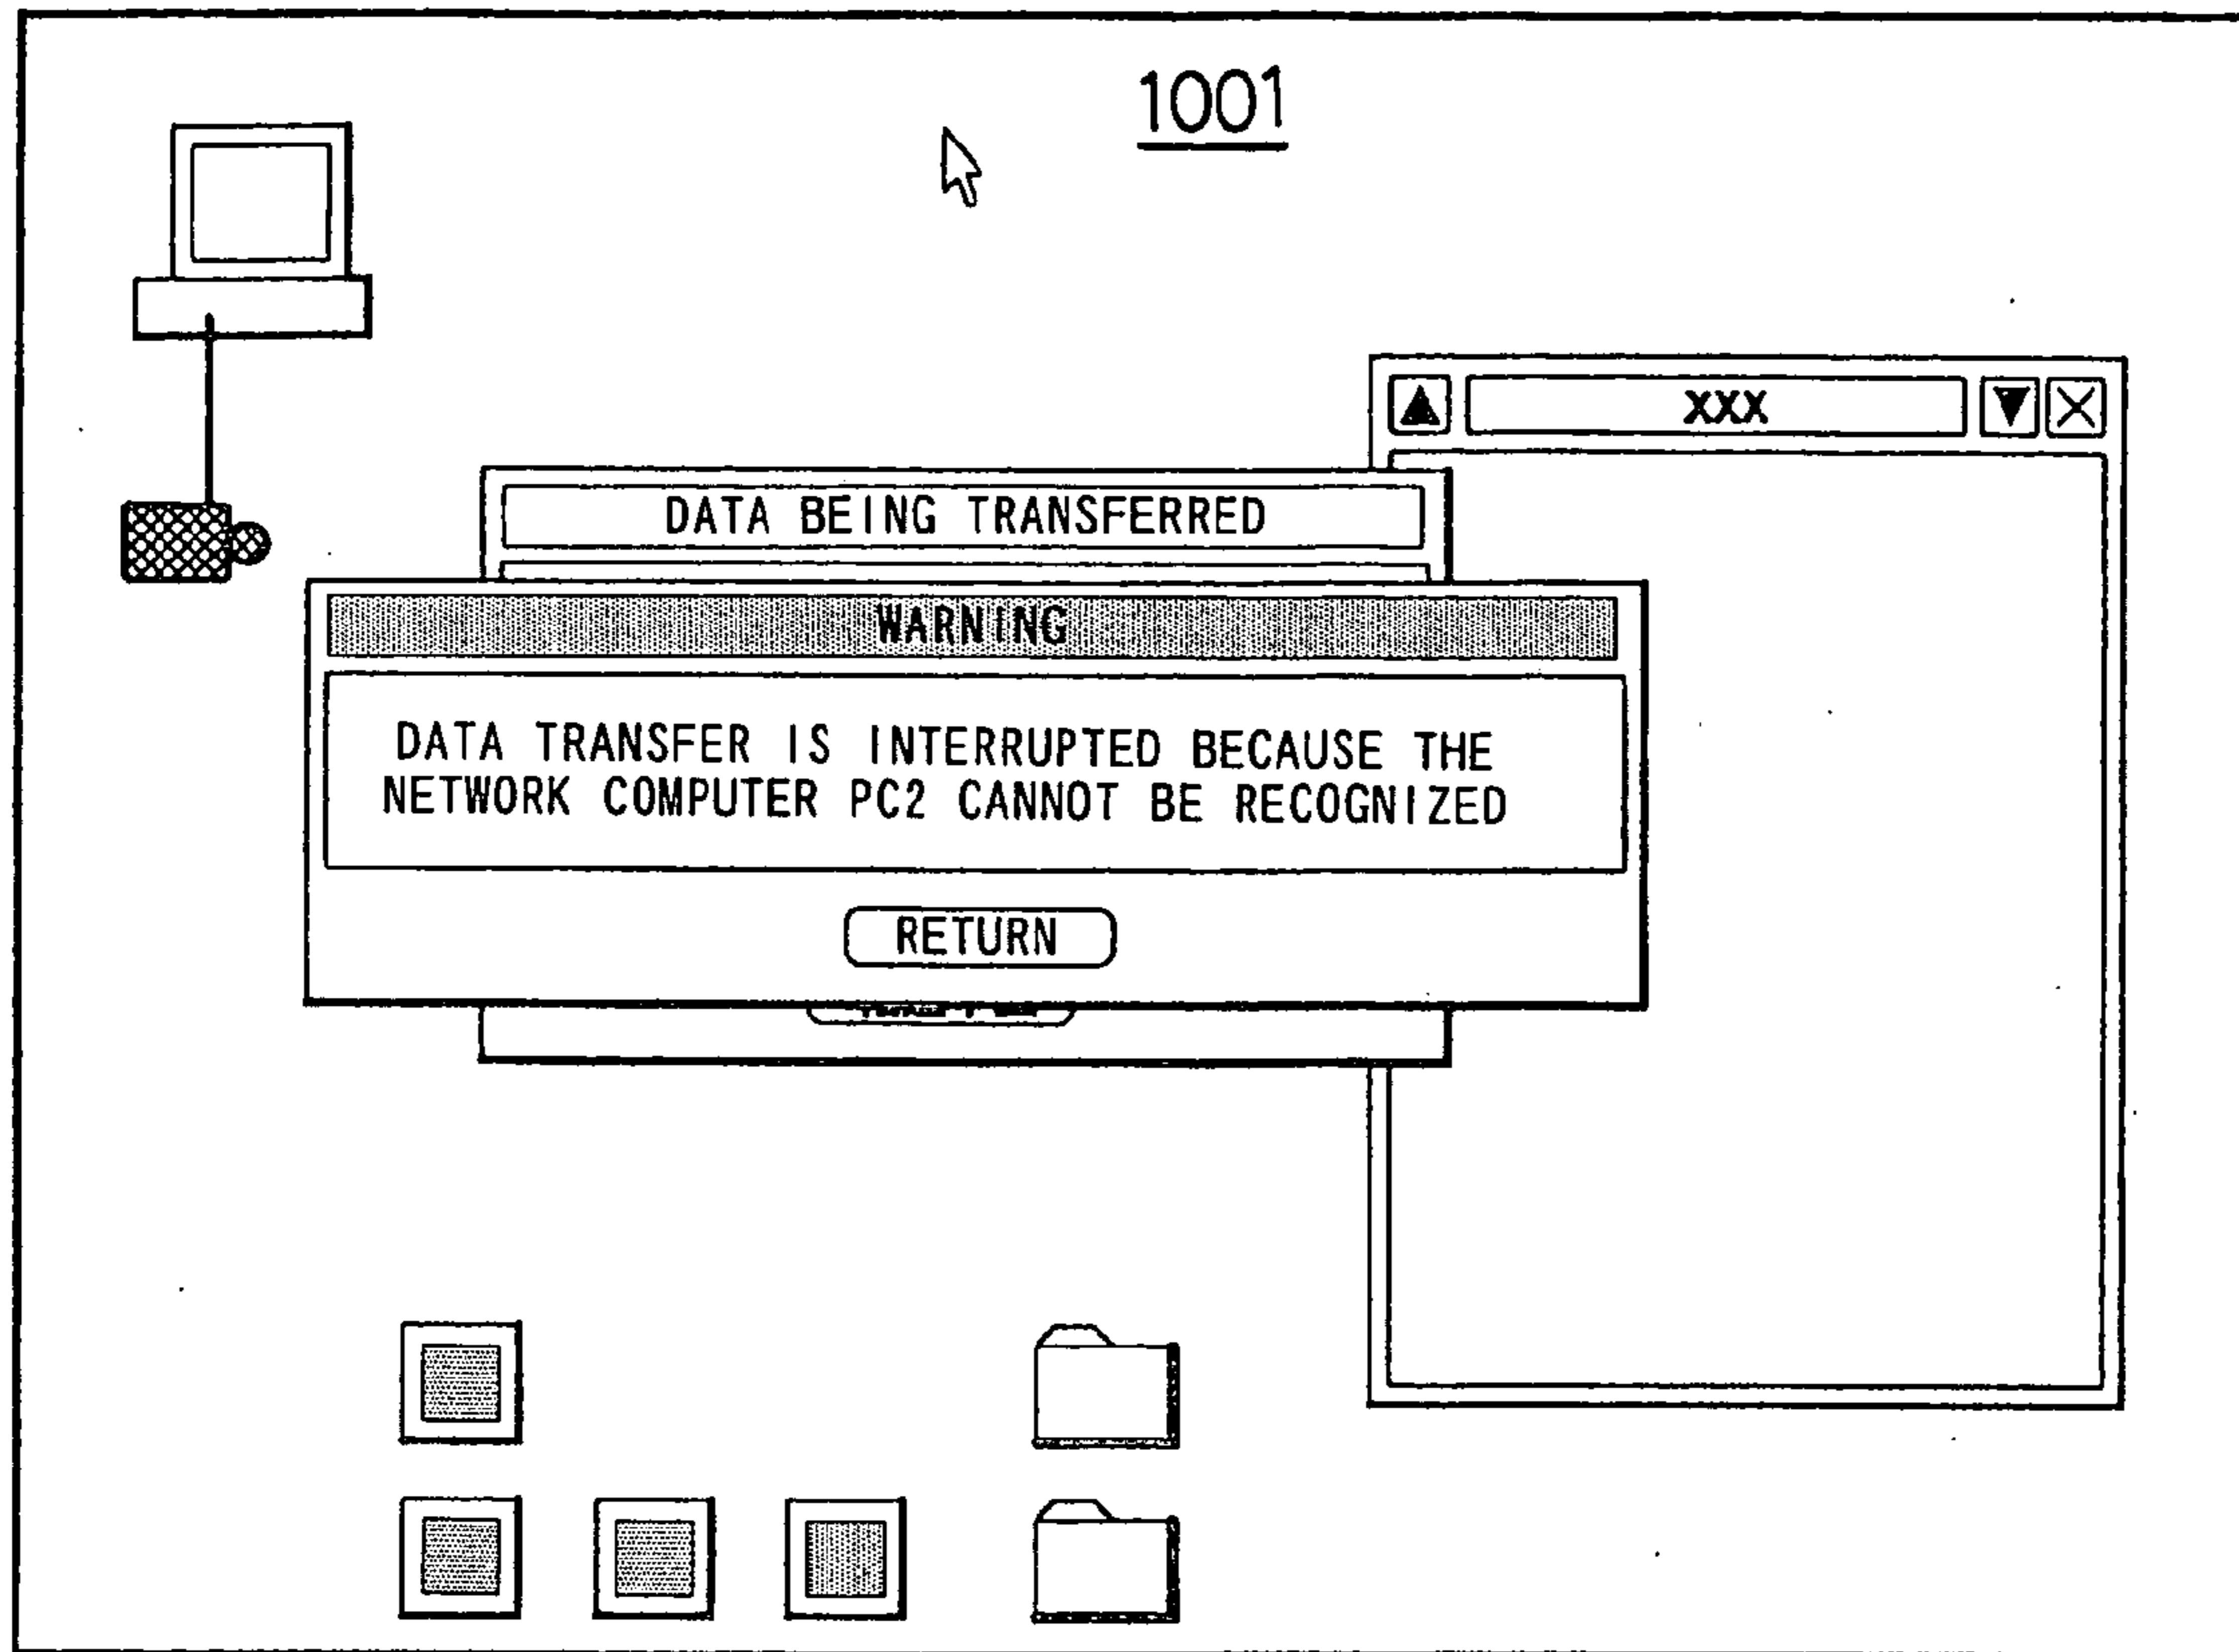 1001
XXX
DATA BEING TRANSFERRED
WARNING
DATA TRANSFER IS INTERRUPTED BECAUSE THE
NETWORK COMPUTER PC2 CANNOT BE RECOGNIZED
RETURN